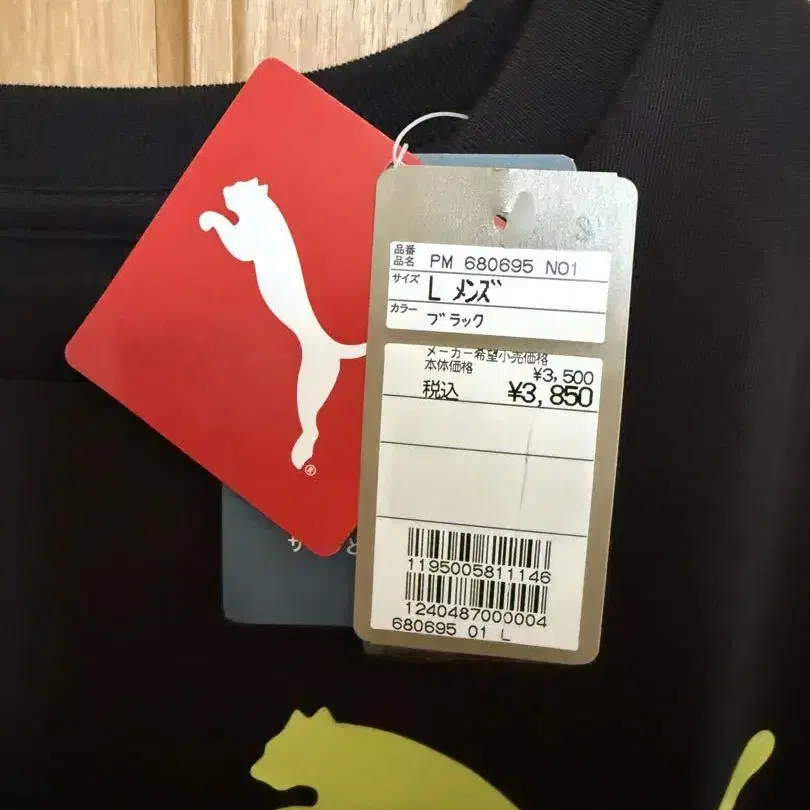 品番
品名 PM 680695 N01
サイズ L メンズ
カラー ブラック
メーカー希望小売価格
本体価格 ¥3,500
税込 ¥3,850
1195005811146
1240487000004
680695 01 L
®